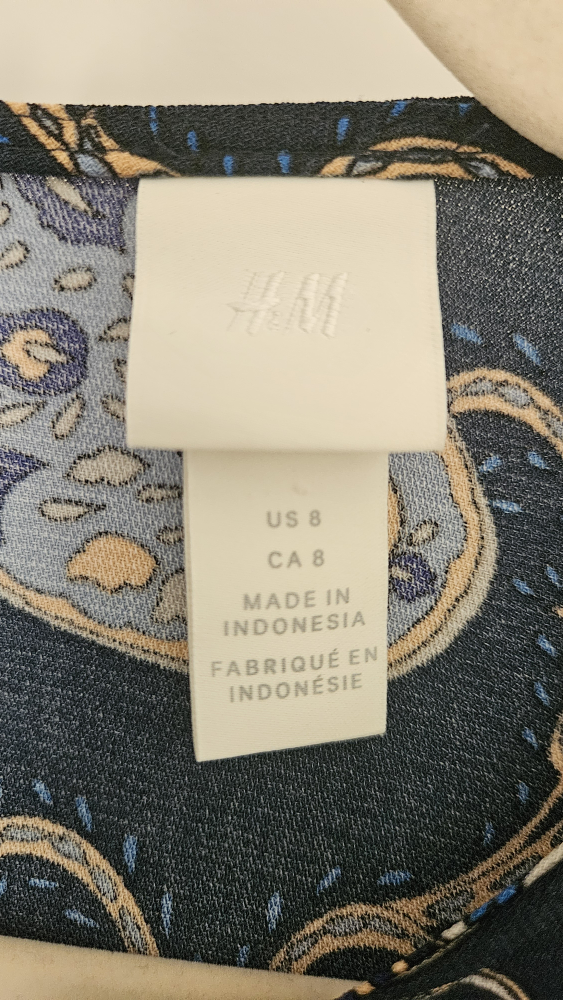 H&M
US 8
CA 8
MADE IN
INDONESIA
FABRIQUÉ EN
INDONÉSIE